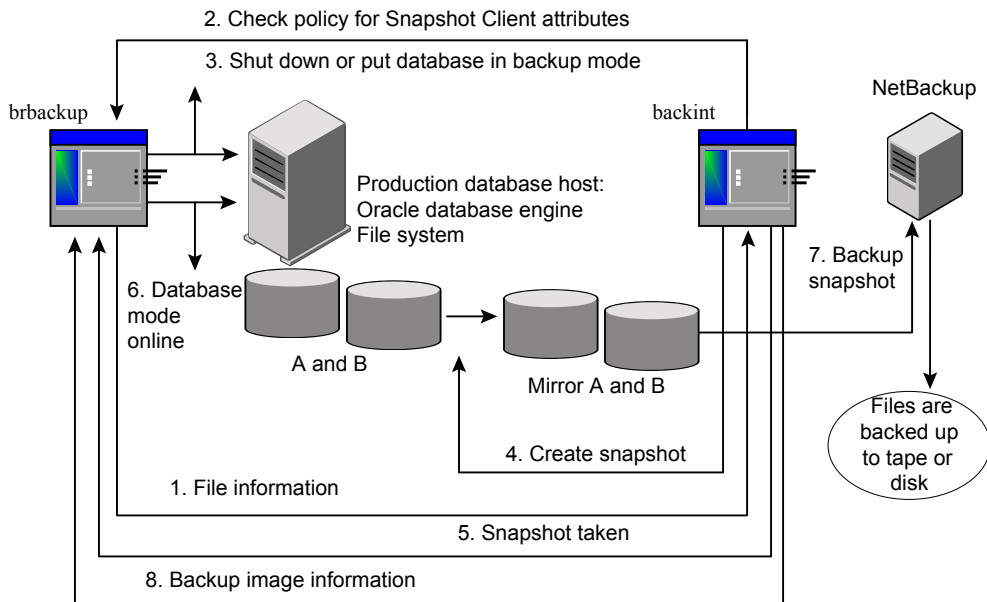 2. Check policy for Snapshot Client attributes
3. Shut down or put database in backup mode
brbackup
backint
NetBackup
Production database host:
Oracle database engine
File system
7. Backup
snapshot
6. Database
mode
online
A and B
Mirror A and B
Files are
backed up
to tape or
disk
4. Create snapshot
1. File information
5. Snapshot taken
8. Backup image information